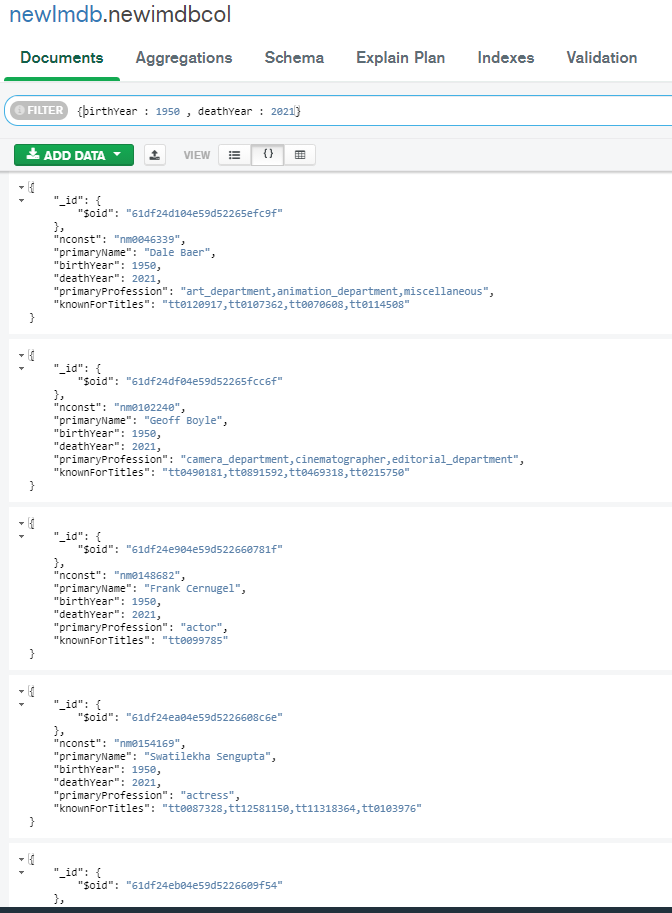 newImdb.newimdbcol
Documents Aggregations Schema Explain Plan Indexes Validation
FILTER {birthYear : 1950 , deathYear : 2021}
ADD DATA VIEW {}
{
"_id": {
"$oid": "61df24d104e59d52265efc9f"
},
"nconst": "nm0046339",
"primaryName": "Dale Baer",
"birthYear": 1950,
"deathYear": 2021,
"primaryProfession": "art_department,animation_department,miscellaneous",
"knownForTitles": "tt0120917,tt0107362,tt0070608,tt0114508"
}
{
"_id": {
"$oid": "61df24df04e59d52265fcc6f"
},
"nconst": "nm0102240",
"primaryName": "Geoff Boyle",
"birthYear": 1950,
"deathYear": 2021,
"primaryProfession": "camera_department,cinematographer,editorial_department",
"knownForTitles": "tt0490181,tt0891592,tt0469318,tt0215750"
}
{
"_id": {
"$oid": "61df24e904e59d522660781f"
},
"nconst": "nm0148682",
"primaryName": "Frank Cernugel",
"birthYear": 1950,
"deathYear": 2021,
"primaryProfession": "actor",
"knownForTitles": "tt0099785"
}
{
"_id": {
"$oid": "61df24ea04e59d5226608c6e"
},
"nconst": "nm0154169",
"primaryName": "Swatilekha Sengupta",
"birthYear": 1950,
"deathYear": 2021,
"primaryProfession": "actress",
"knownForTitles": "tt0087328,tt12581150,tt11318364,tt0103976"
}
{
"_id": {
"$oid": "61df24eb04e59d5226609f54"
},